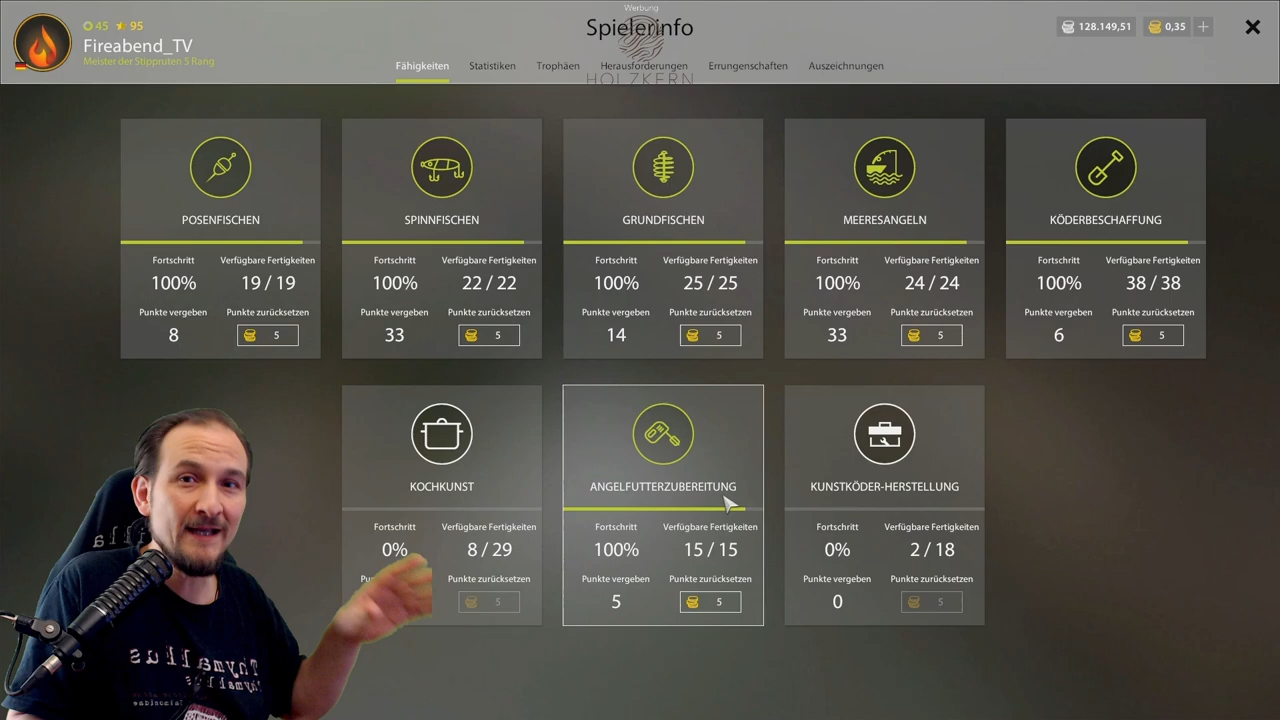 Werbung
Spielerinfo
HOLZKERN
45 95
Fireabend_TV
Meister der Stippruten 5 Rang
128.149,51
0,35
Fähigkeiten
Statistiken
Trophäen
Herausforderungen
Errungenschaften
Auszeichnungen
POSENFISCHEN
Fortschritt Verfügbare Fertigkeiten
100% 19 / 19
Punkte vergeben Punkte zurücksetzen
8 5
SPINNFISCHEN
Fortschritt Verfügbare Fertigkeiten
100% 22 / 22
Punkte vergeben Punkte zurücksetzen
33 5
GRUNDFISCHEN
Fortschritt Verfügbare Fertigkeiten
100% 25 / 25
Punkte vergeben Punkte zurücksetzen
14 5
MEERESANGELN
Fortschritt Verfügbare Fertigkeiten
100% 24 / 24
Punkte vergeben Punkte zurücksetzen
33 5
KÖDERBESCHAFFUNG
Fortschritt Verfügbare Fertigkeiten
100% 38 / 38
Punkte vergeben Punkte zurücksetzen
6 5
KOCHKUNST
Fortschritt Verfügbare Fertigkeiten
0% 8 / 29
Punkte zurücksetzen
5
ANGELFUTTERZUBEREITUNG
Fortschritt Verfügbare Fertigkeiten
100% 15 / 15
Punkte vergeben Punkte zurücksetzen
5 5
KUNSTKÖDER-HERSTELLUNG
Fortschritt Verfügbare Fertigkeiten
0% 2 / 18
Punkte vergeben Punkte zurücksetzen
0 5
Thymallus